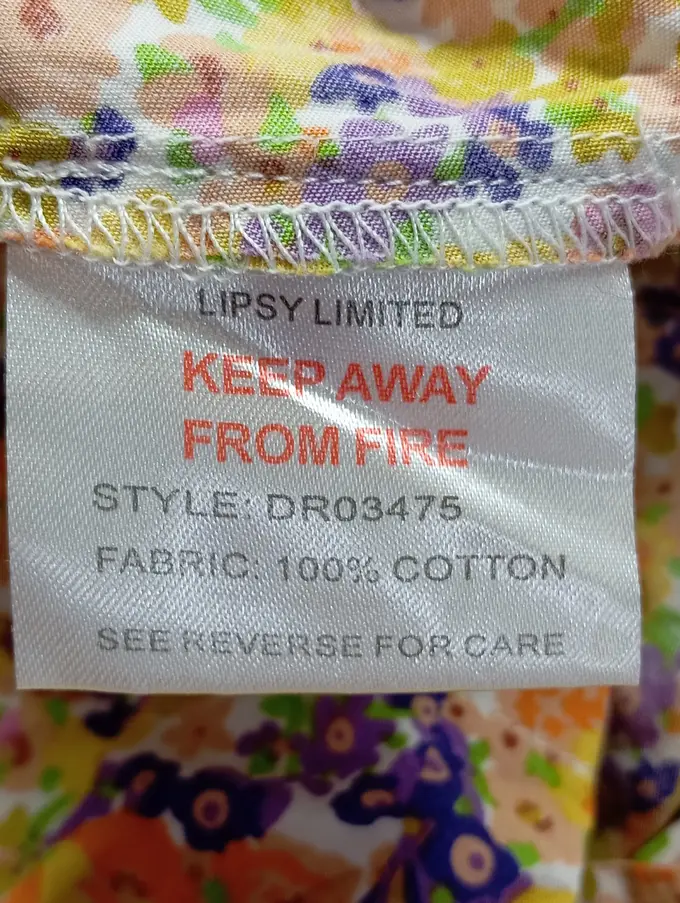 LIPSY LIMITED
KEEP AWAY
FROM FIRE
STYLE: DR03475
FABRIC: 100% COTTON
SEE REVERSE FOR CARE